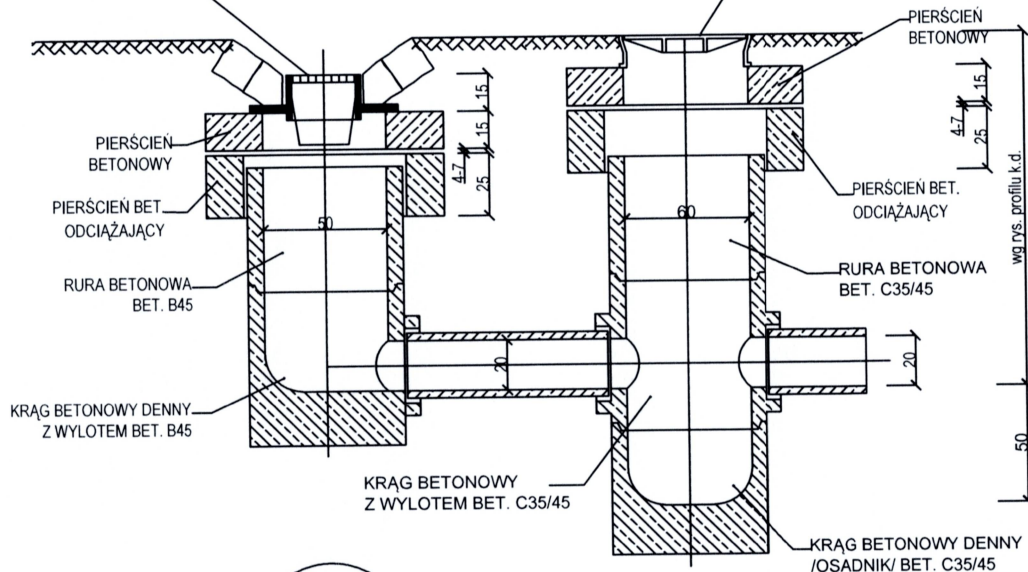 PIERŚCIEŃ
BETONOWY
15
15
4-7
25
PIERŚCIEŃ
BETONOWY
PIERŚCIEŃ BET.
ODCIĄŻAJĄCY
50
RURA BETONOWA
BET. B45
KRĄG BETONOWY DENNY
Z WYLOTEM BET. B45
20
15
4-7
25
PIERŚCIEŃ BET.
ODCIĄŻAJĄCY
60
RURA BETONOWA
BET. C35/45
wg rys. profilu k.d.
20
50
KRĄG BETONOWY
Z WYLOTEM BET. C35/45
KRĄG BETONOWY DENNY
/OSADNIK/ BET. C35/45